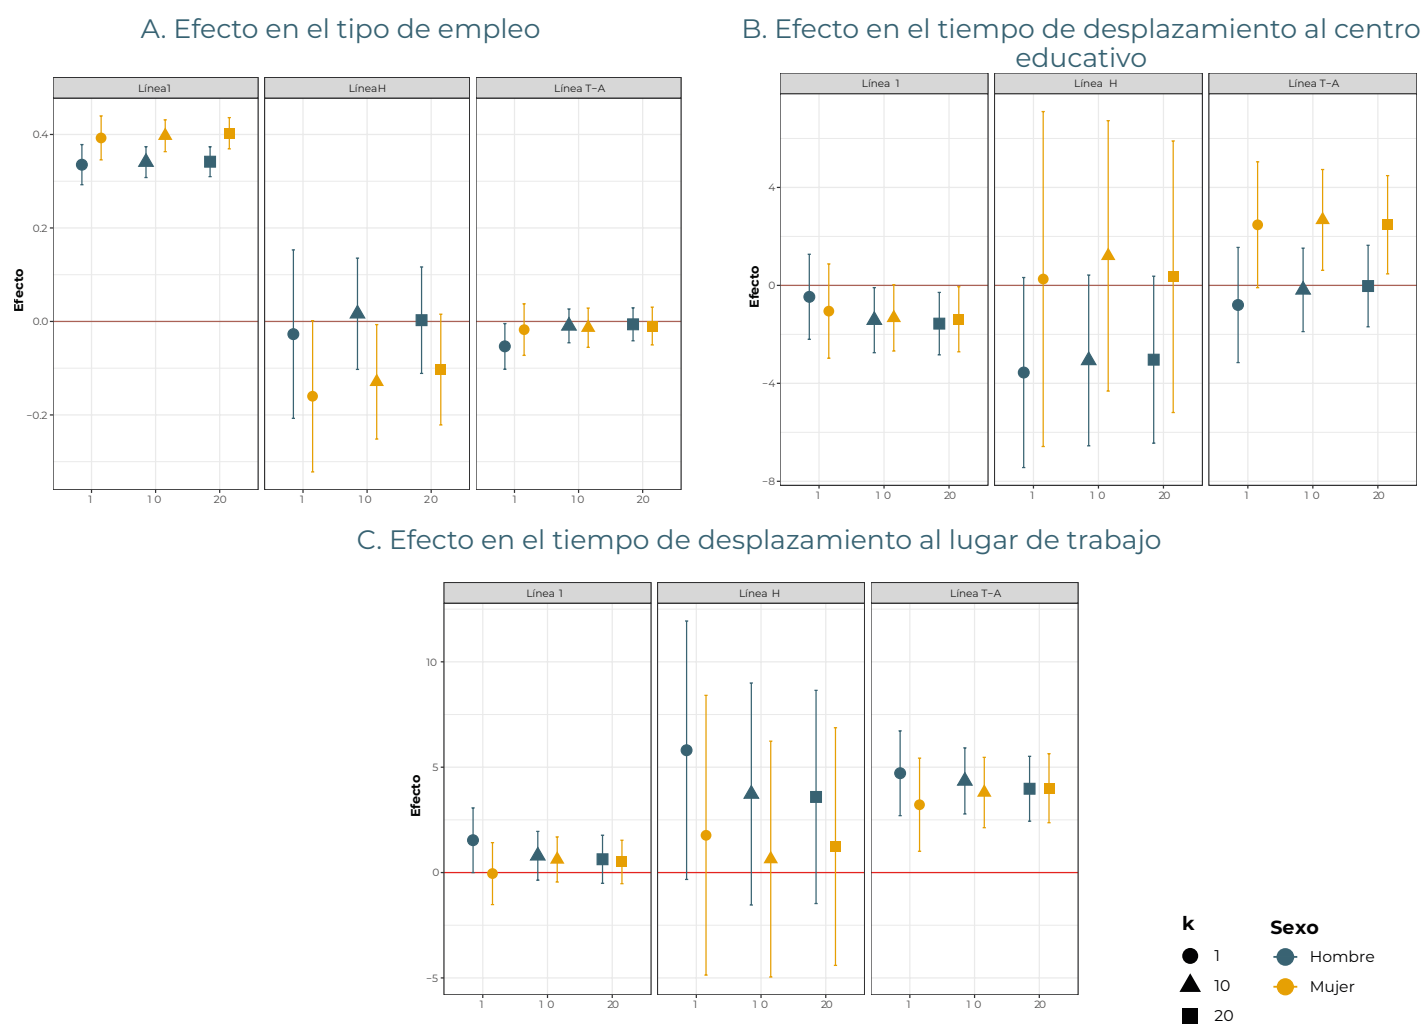 A. Efecto en el tipo de empleo
B. Efecto en el tiempo de desplazamiento al centro
educativo
Línea1
LíneaH
Línea T−A
Efecto
0.4
0.2
0.0
−0.2
1
10
20
1
10
20
1
10
20
Línea 1
Línea H
Línea T−A
Efecto
4
0
−4
−8
1
10
20
1
10
20
1
10
20
C. Efecto en el tiempo de desplazamiento al lugar de trabajo
Línea 1
Línea H
Línea T−A
Efecto
10
5
0
−5
1
10
20
1
10
20
1
10
20
k
1
10
20
Sexo
Hombre
Mujer